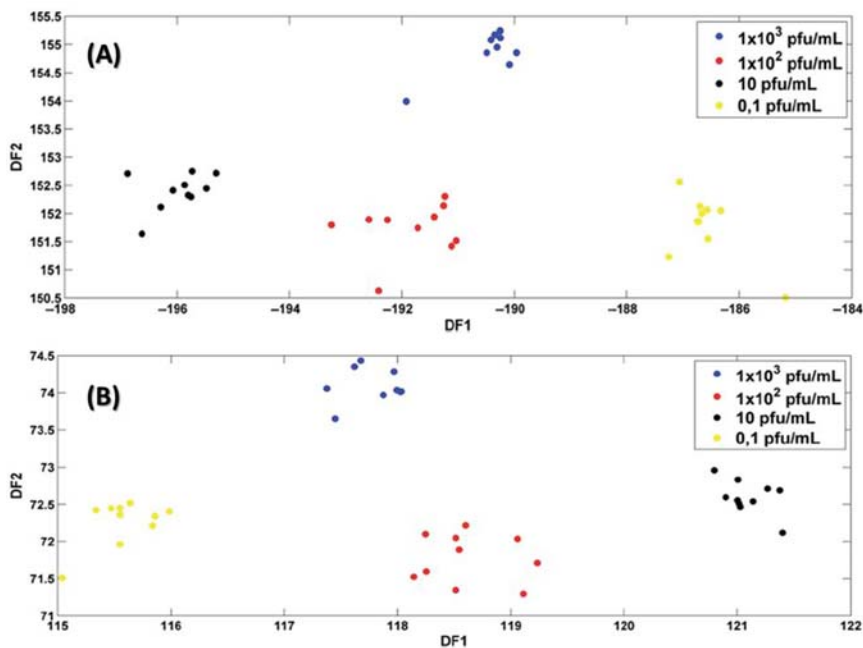 (A)
DF2
155.5
155
154.5
154
153.5
153
152.5
152
151.5
151
150.5
1x10³ pfu/mL
1x10² pfu/mL
10 pfu/mL
0,1 pfu/mL
–198 –196 –194 –192 –190 –188 –186 –184
DF1
(B)
DF2
74.5
74
73.5
73
72.5
72
71.5
71
1x10³ pfu/mL
1x10² pfu/mL
10 pfu/mL
0,1 pfu/mL
115 116 117 118 119 120 121 122
DF1